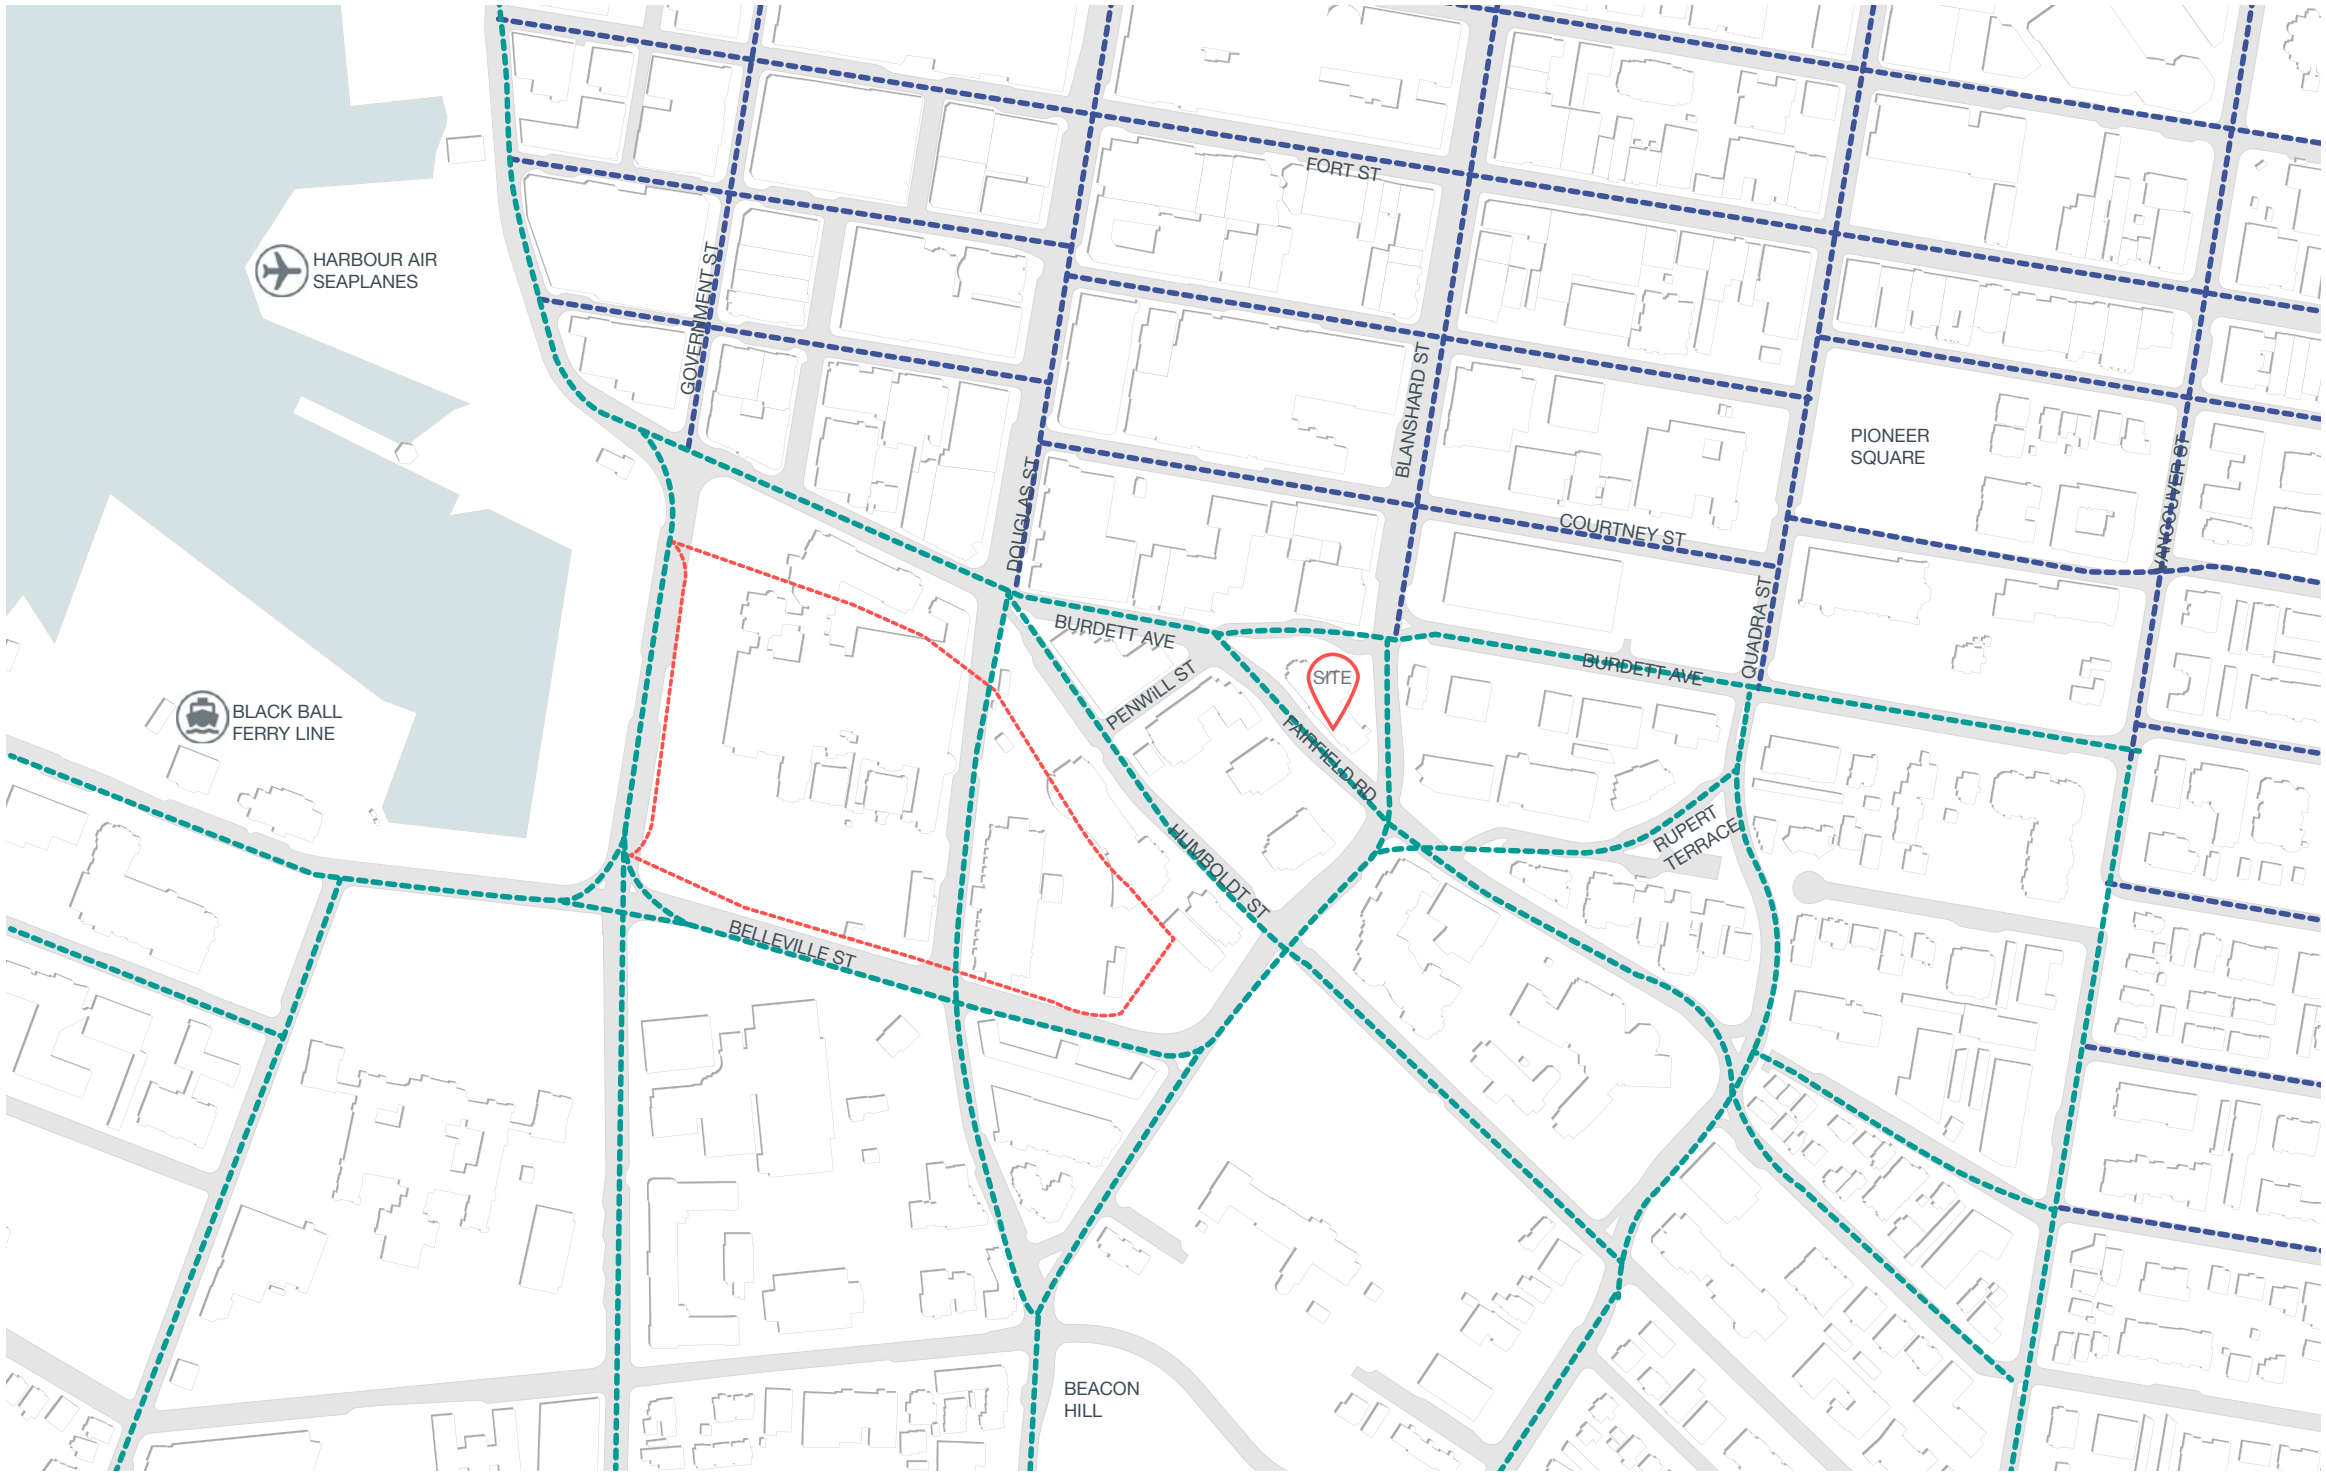 FORT ST
HARBOUR AIR
SEAPLANES
GOVERNMENT ST
BLANSHARD ST
PIONEER
SQUARE
VANCOUVER ST
DOUGLAS ST
COURTNEY ST
QUADRA ST
BURDETT AVE
BURDETT AVE
SITE
PENWILL ST
BLACK BALL
FERRY LINE
FAIRFIELD RD
RUPERT
TERRACE
HUMBOLDT ST
BELLEVILLE ST
BEACON
HILL